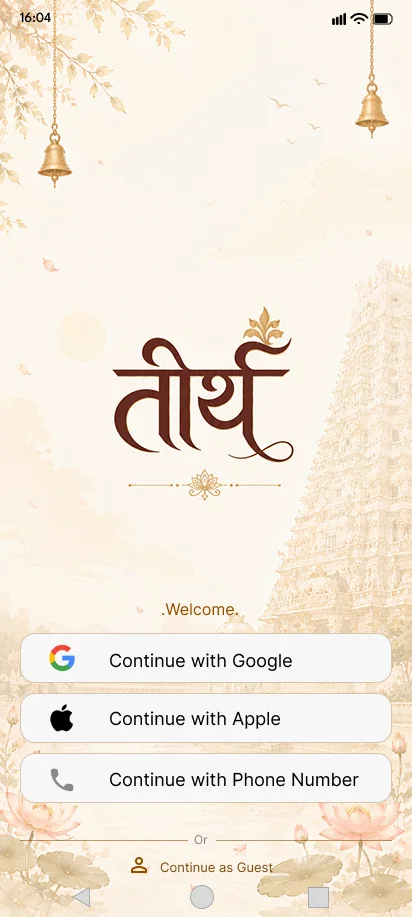 16:04
तीर्थ
.Welcome.
Continue with Google
Continue with Apple
Continue with Phone Number
Or
Continue as Guest